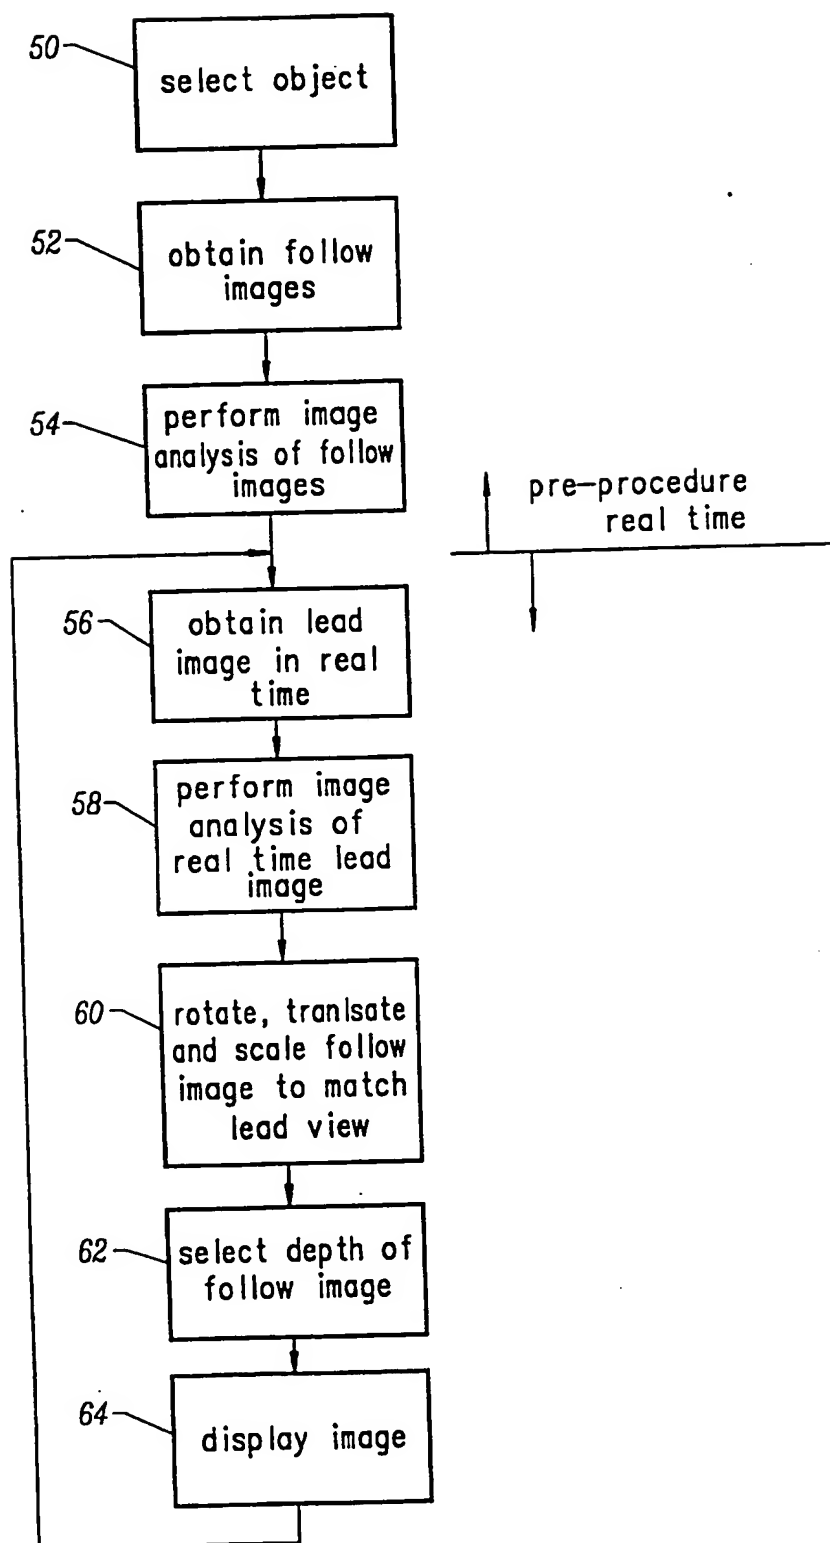 50
select object
52
obtain follow
images
54
perform image
analysis of follow
images
pre-procedure
real time
56
obtain lead
image in real
time
58
perform image
analysis of
real time lead
image
60
rotate, tranlsate
and scale follow
image to match
lead view
62
select depth of
follow image
64
display image